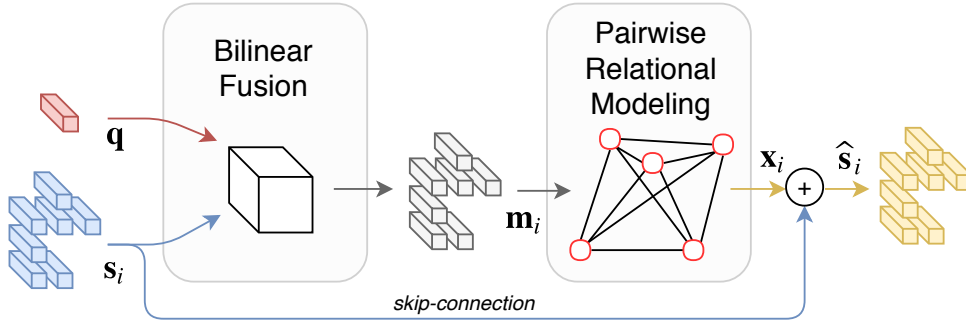 Bilinear
Fusion
Pairwise
Relational
Modeling
q
s_i
m_i
x_i
+
ŝ_i
skip-connection